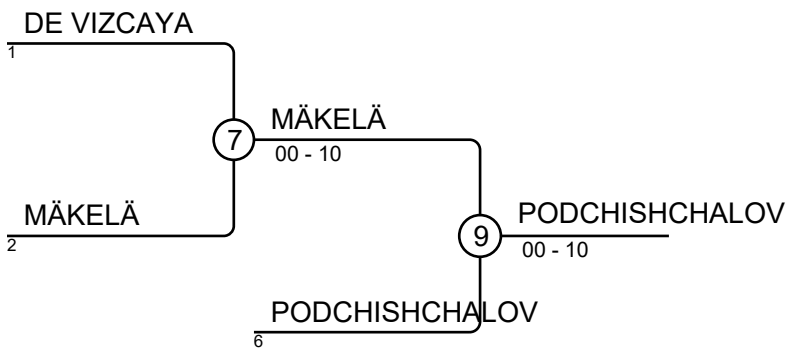 DE VIZCAYA
1
7
MÄKELÄ
00 - 10
MÄKELÄ
2
9
PODCHISHCHALOV
00 - 10
PODCHISHCHALOV
6